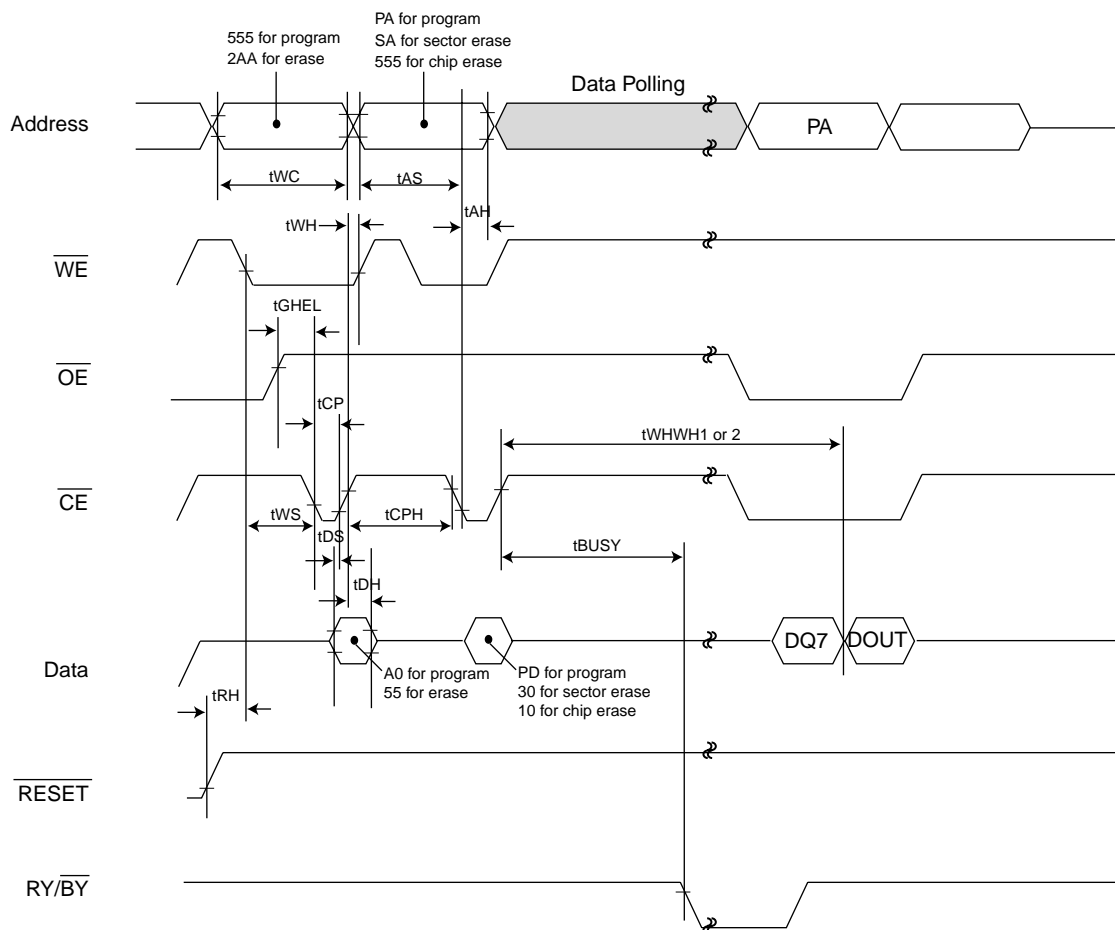 555 for program
2AA for erase
PA for program
SA for sector erase
555 for chip erase
Data Polling
Address
PA
tWC
tAS
tAH
tWH
WE
tGHEL
OE
tCP
tWHWH1 or 2
CE
tWS
tCPH
tDS
tBUSY
tDH
Data
DQ7
DOUT
A0 for program
55 for erase
PD for program
30 for sector erase
10 for chip erase
tRH
RESET
RY/BY